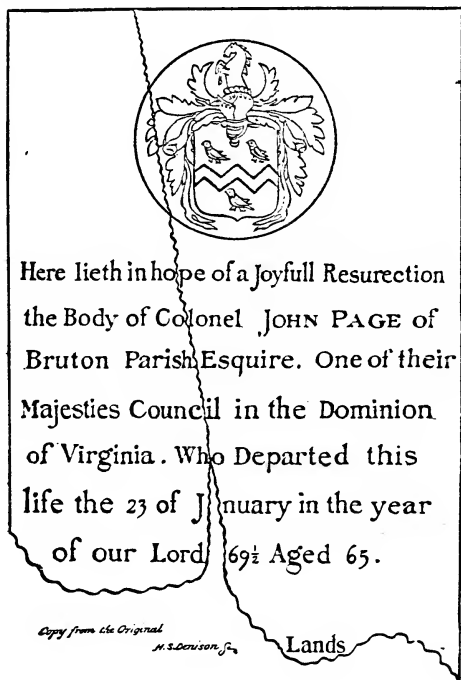 Here lieth in hope of a Joyfull Resurection
the Body of Colonel JOHN PAGE of
Bruton Parish Esquire. One of their
Majesties Council in the Dominion
of Virginia. Who Departed this
life the 23 of J nuary in the year
of our Lord 69½ Aged 65.
Copy from the Original
Lands